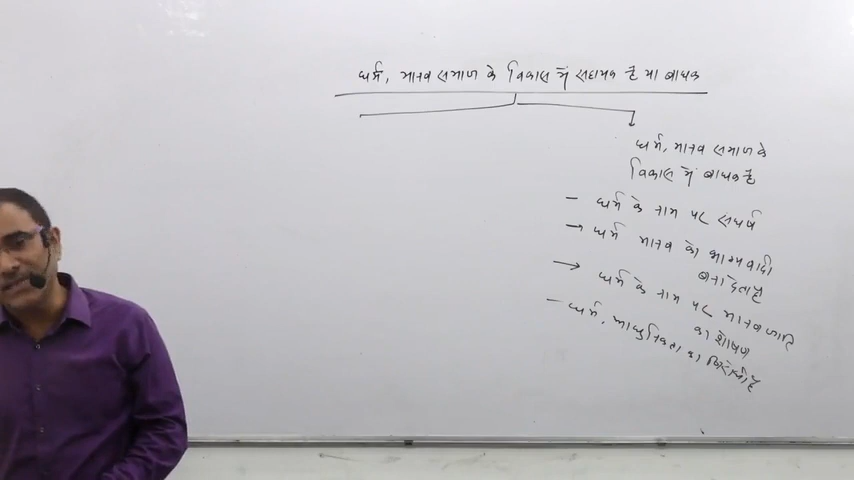 धर्म, मानव समाज के विकास में सहायक है या बाधक
धर्म, मानव समाज के
विकास में बाधक है
- धर्म के नाम पर संघर्ष
→ धर्म मानव को भाग्यवादी
बना देता है
→ धर्म के नाम पर मानव जाति
का शोषण
- धर्म, आधुनिकता का विरोधी है